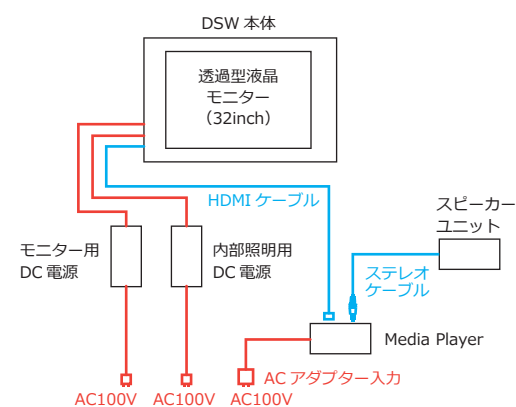 DSW 本体
透過型液晶
モニター
（32inch）
HDMI ケーブル
スピーカー
ユニット
モニター用
DC 電源
内部照明用
DC 電源
ステレオ
ケーブル
Media Player
AC アダプター入力
AC100V
AC100V
AC100V